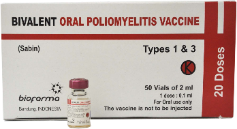 BIVALENT ORAL POLIOMYELITIS VACCINE
(Sabin)
Types 1 & 3
50 Vials of 2 ml
1 dose : 0,1 ml
For Oral use only
The vaccine is not to be injected
20 Doses
biofarma
Bandung, INDONESIA